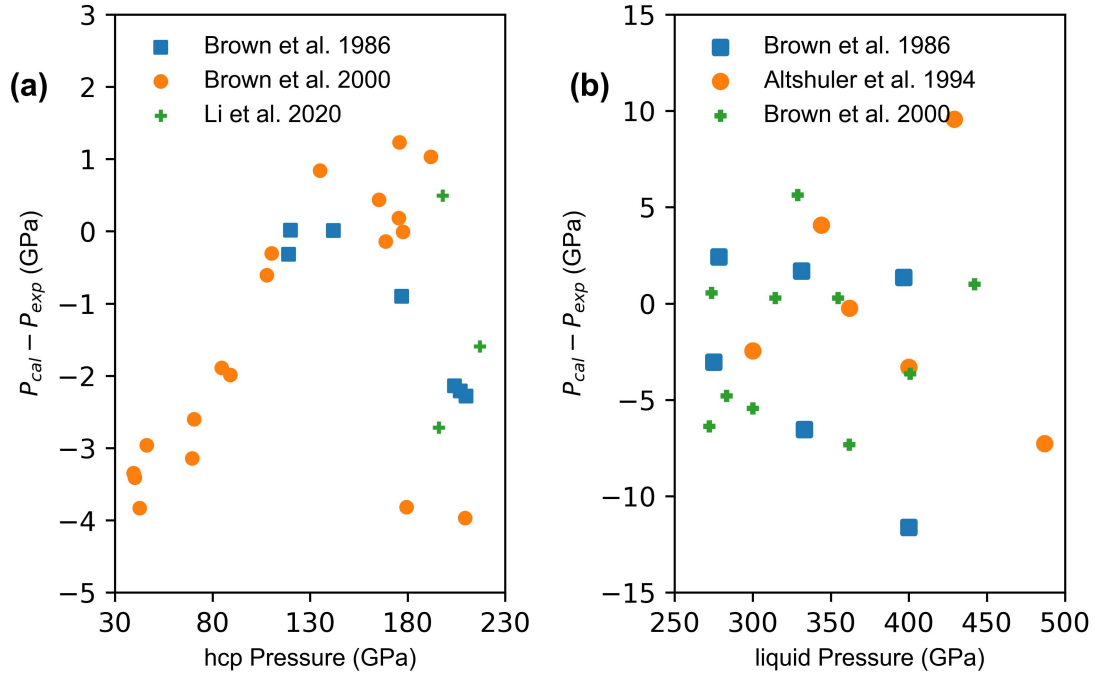 (a)
Brown et al. 1986
Brown et al. 2000
Li et al. 2020
3
2
1
0
−1
−2
−3
−4
−5
P_cal − P_exp (GPa)
30 80 130 180 230
hcp Pressure (GPa)
(b)
Brown et al. 1986
Altshuler et al. 1994
Brown et al. 2000
15
10
5
0
−5
−10
−15
P_cal − P_exp (GPa)
250 300 350 400 450 500
liquid Pressure (GPa)